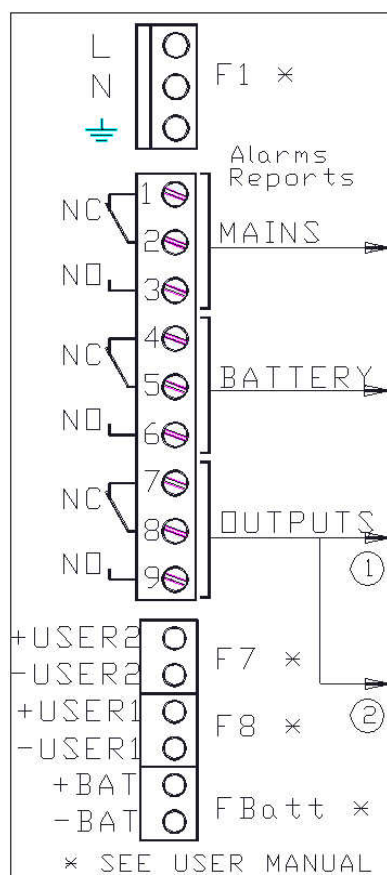 L
N F1 *
Alarms
Reports
1
NC
2 MAINS
NO 3
4
NC
5 BATTERY
NO 6
7
NC
8 OUTPUTS
1
NO 9
+USER2
F7 *
-USER2
2
+USER1
F8 *
-USER1
+BAT
FBatt *
-BAT
* SEE USER MANUAL